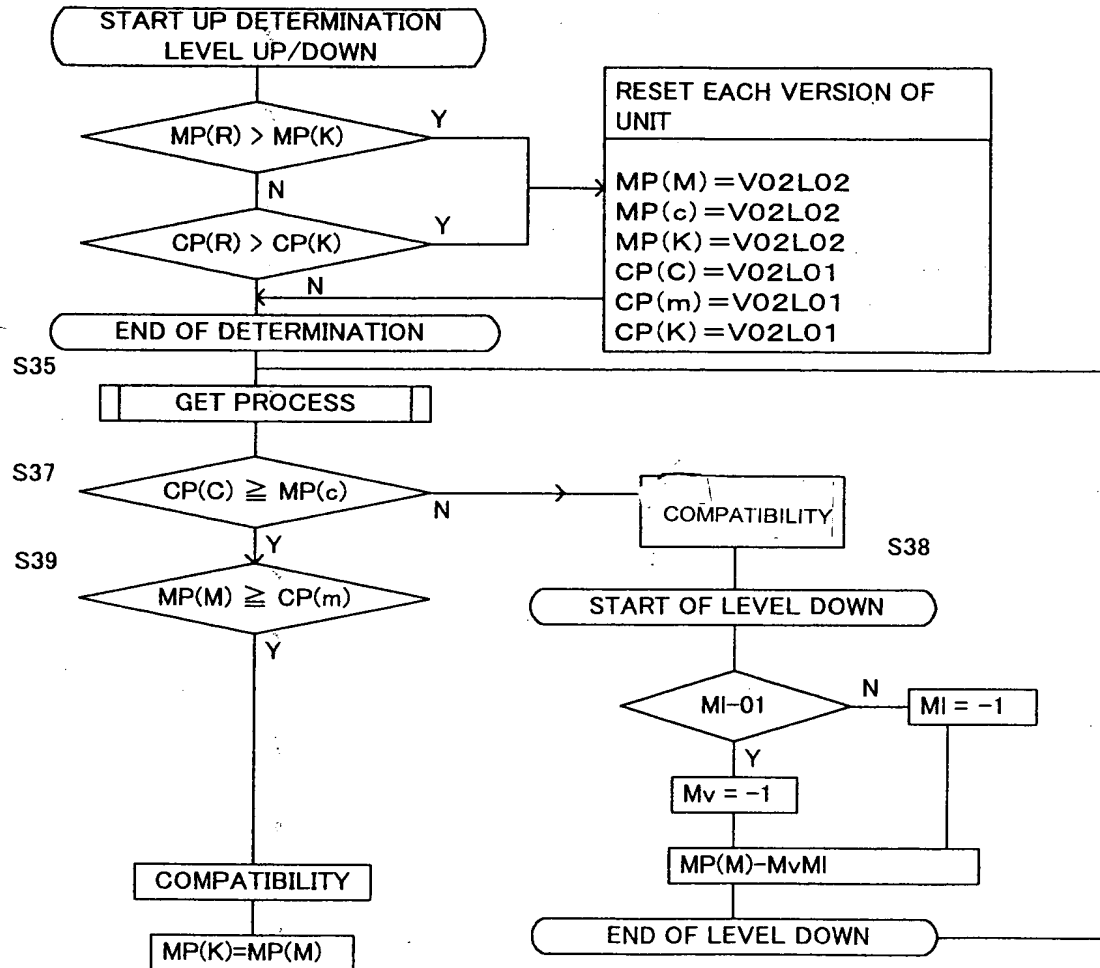 START UP DETERMINATION
LEVEL UP/DOWN
MP(R) > MP(K)
Y
N
CP(R) > CP(K)
Y
N
RESET EACH VERSION OF
UNIT
MP(M)=V02L02
MP(c)=V02L02
MP(K)=V02L02
CP(C)=V02L01
CP(m)=V02L01
CP(K)=V02L01
END OF DETERMINATION
S35
GET PROCESS
S37
CP(C) ≧ MP(c)
N
Y
S39
MP(M) ≧ CP(m)
Y
COMPATIBILITY
S38
START OF LEVEL DOWN
MI-01
N
MI = -1
Y
Mv = -1
MP(M)-MvMI
END OF LEVEL DOWN
COMPATIBILITY
MP(K)=MP(M)